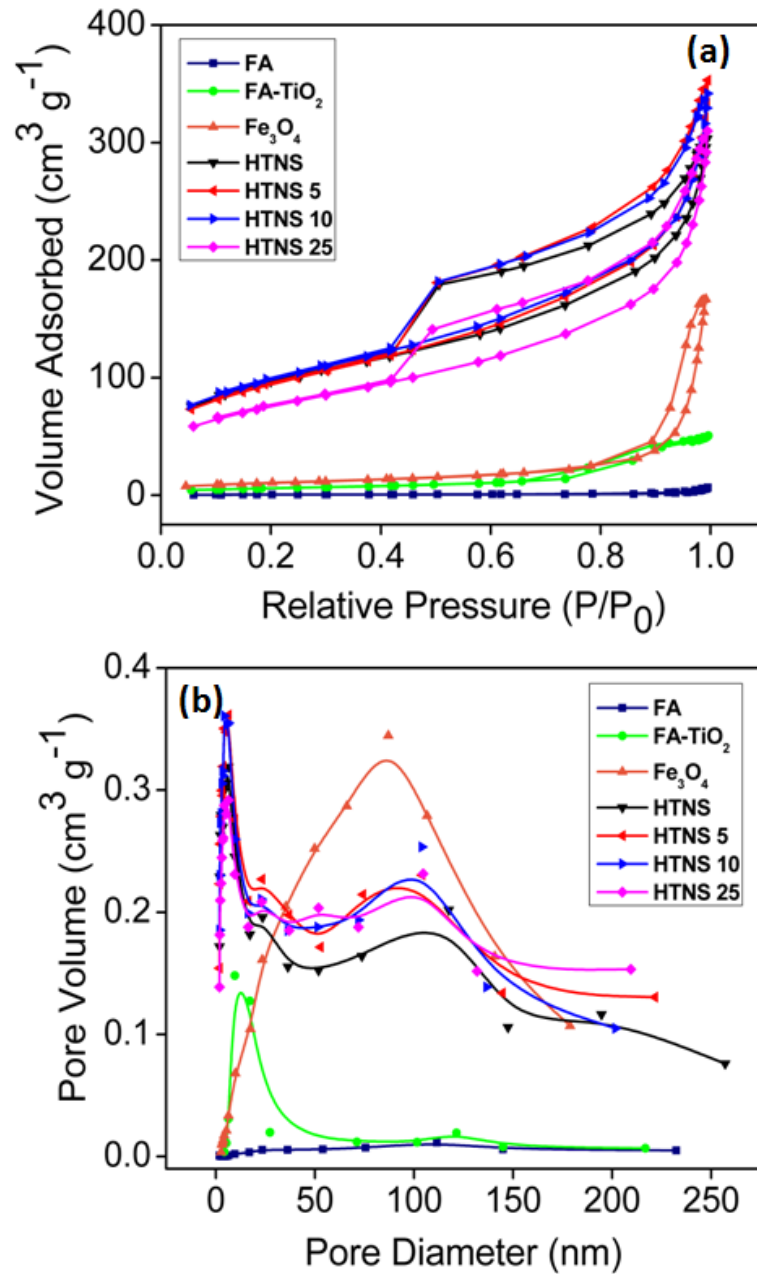 (a)
400
300
200
100
0
Volume Adsorbed (cm³ g⁻¹)
FA
FA-TiO₂
Fe₃O₄
HTNS
HTNS 5
HTNS 10
HTNS 25
0.0 0.2 0.4 0.6 0.8 1.0
Relative Pressure (P/P₀)
(b)
0.4
0.3
0.2
0.1
0.0
Pore Volume (cm³ g⁻¹)
FA
FA-TiO₂
Fe₃O₄
HTNS
HTNS 5
HTNS 10
HTNS 25
0 50 100 150 200 250
Pore Diameter (nm)